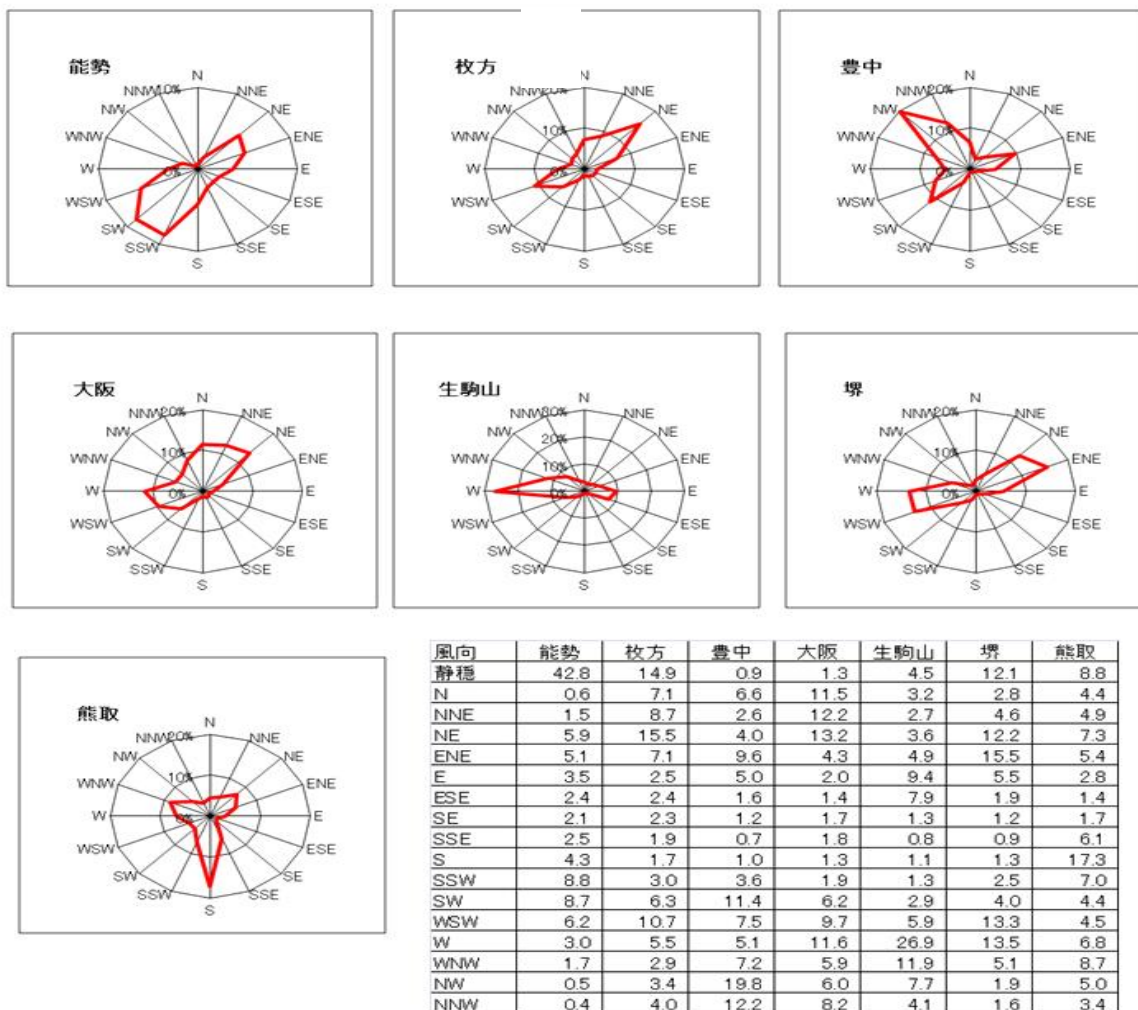 能勢
N
NNW 10% NNE
NW NE
WNW ENE
W 0% E
WSW ESE
SW SE
SSW SSE
S
枚方
N
NNW 20% NNE
NW 10% NE
WNW ENE
W 0% E
WSW ESE
SW SE
SSW SSE
S
豊中
N
NNW 20% NNE
NW 10% NE
WNW ENE
W 0% E
WSW ESE
SW SE
SSW SSE
S
大阪
N
NNW 20% NNE
NW NE
10%
WNW ENE
W 0% E
WSW ESE
SW SE
SSW SSE
S
生駒山
N
NNW 30% NNE
NW 20% NE
WNW 10% ENE
W 0% E
WSW ESE
SW SE
SSW SSE
S
堺
N
NNW 20% NNE
NW NE
10%
WNW ENE
W 0% E
WSW ESE
SW SE
SSW SSE
S
熊取
N
NNW 20% NNE
NW NE
10%
WNW ENE
W 0% E
WSW ESE
SW SE
SSW SSE
S
風向 能勢 枚方 豊中 大阪 生駒山 堺 熊取
静穏 42.8 14.9 0.9 1.3 4.5 12.1 8.8
N 0.6 7.1 6.6 11.5 3.2 2.8 4.4
NNE 1.5 8.7 2.6 12.2 2.7 4.6 4.9
NE 5.9 15.5 4.0 13.2 3.6 12.2 7.3
ENE 5.1 7.1 9.6 4.3 4.9 15.5 5.4
E 3.5 2.5 5.0 2.0 9.4 5.5 2.8
ESE 2.4 2.4 1.6 1.4 7.9 1.9 1.4
SE 2.1 2.3 1.2 1.7 1.3 1.2 1.7
SSE 2.5 1.9 0.7 1.8 0.8 0.9 6.1
S 4.3 1.7 1.0 1.3 1.1 1.3 17.3
SSW 8.8 3.0 3.6 1.9 1.3 2.5 7.0
SW 8.7 6.3 11.4 6.2 2.9 4.0 4.4
WSW 6.2 10.7 7.5 9.7 5.9 13.3 4.5
W 3.0 5.5 5.1 11.6 26.9 13.5 6.8
WNW 1.7 2.9 7.2 5.9 11.9 5.1 8.7
NW 0.5 3.4 19.8 6.0 7.7 1.9 5.0
NNW 0.4 4.0 12.2 8.2 4.1 1.6 3.4